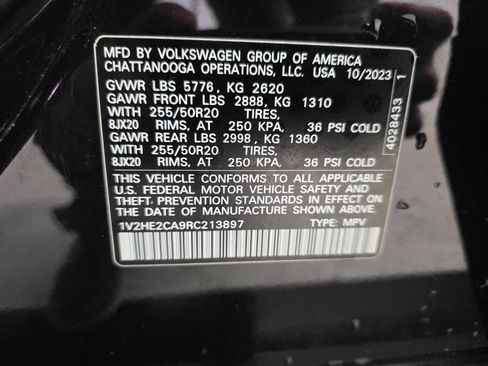 MFD BY VOLKSWAGEN GROUP OF AMERICA
CHATTANOOGA OPERATIONS, LLC. USA 10/2023
GVWR LBS 5776, KG 2620
GAWR FRONT LBS 2888, KG 1310
WITH 255/50R20 TIRES,
8JX20 RIMS, AT 250 KPA, 36 PSI COLD
GAWR REAR LBS 2998, KG 1360
WITH 255/50R20 TIRES,
8JX20 RIMS, AT 250 KPA, 36 PSI COLD
THIS VEHICLE CONFORMS TO ALL APPLICABLE
U.S. FEDERAL MOTOR VEHICLE SAFETY AND
THEFT PREVENTION STANDARDS IN EFFECT ON
THE DATE OF MANUFACTURE SHOWN ABOVE.
1V2HE2CA9RC213897 TYPE: MPV
4028433 1